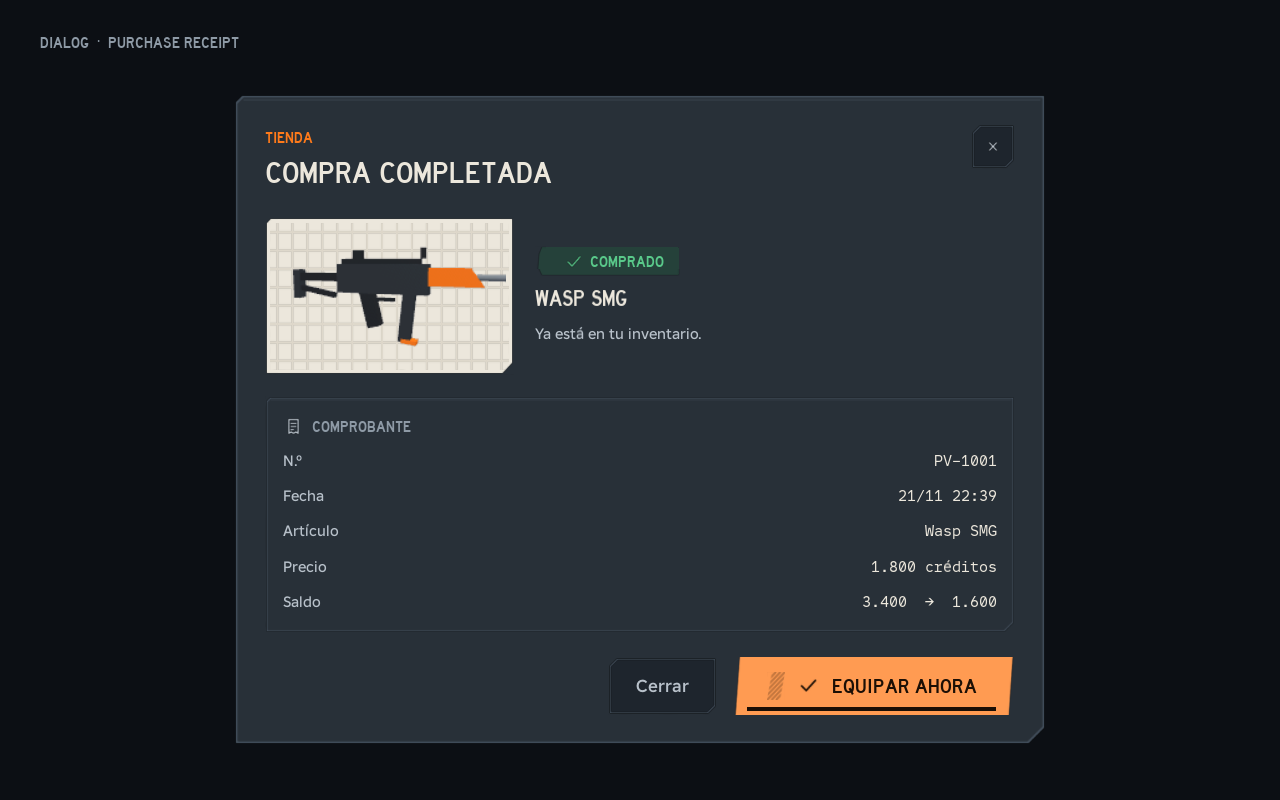 DIALOG · PURCHASE RECEIPT
TIENDA
COMPRA COMPLETADA
×
COMPRADO
WASP SMG
Ya está en tu inventario.
COMPROBANTE
N.º PV-1001
Fecha 21/11 22:39
Artículo Wasp SMG
Precio 1.800 créditos
Saldo 3.400 → 1.600
Cerrar
EQUIPAR AHORA